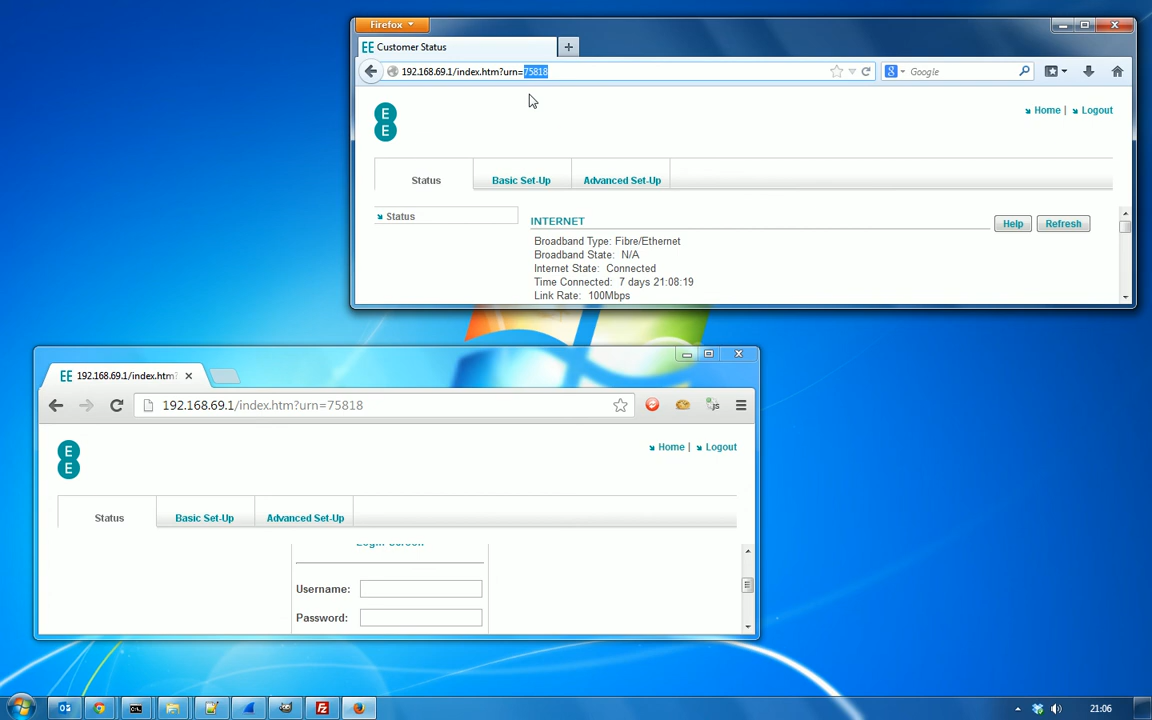 Firefox
EE Customer Status
192.168.69.1/index.htm?urn=75818
Google
E
E
Home | Logout
Status
Basic Set-Up
Advanced Set-Up
Status
INTERNET
Help
Refresh
Broadband Type: Fibre/Ethernet
Broadband State: N/A
Internet State: Connected
Time Connected: 7 days 21:08:19
Link Rate: 100Mbps
EE 192.168.69.1/index.htm?
192.168.69.1/index.htm?urn=75818
js
E
E
Home | Logout
Status
Basic Set-Up
Advanced Set-Up
Login Screen
Username:
Password:
21:06